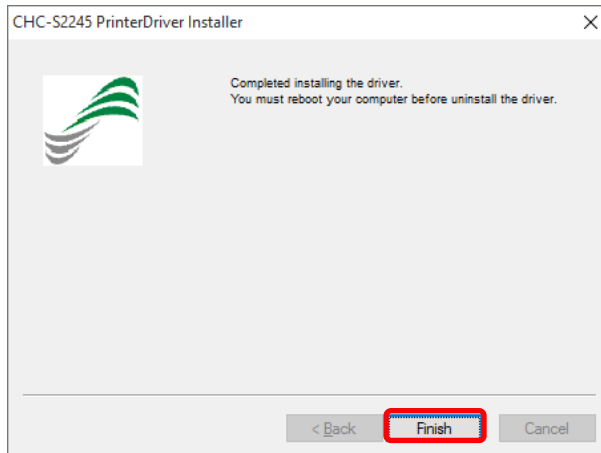 CHC-S2245 PrinterDriver Installer
Completed installing the driver.
You must reboot your computer before uninstall the driver.
< Back Finish Cancel